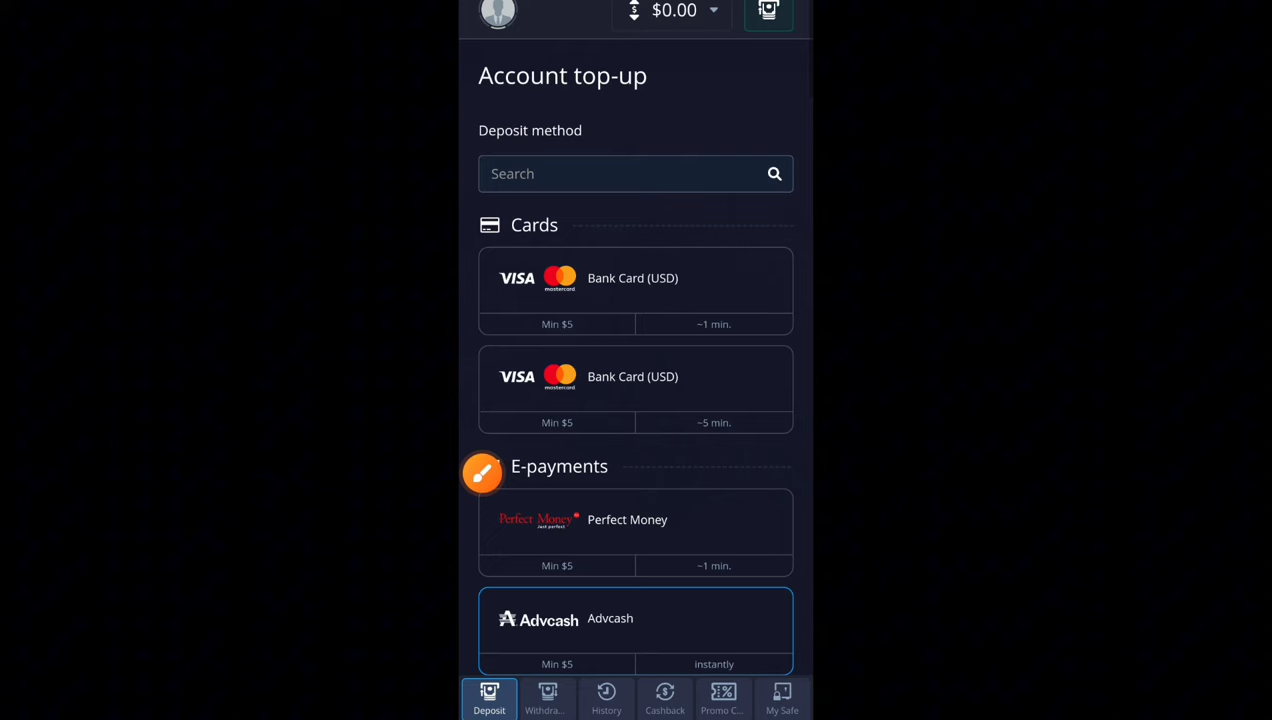 $0.00
Account top-up
Deposit method
Search
Cards
VISA mastercard Bank Card (USD)
Min $5 ~1 min.
VISA mastercard Bank Card (USD)
Min $5 ~5 min.
E-payments
Perfect Money Just perfect Perfect Money
Min $5 ~1 min.
Advcash Advcash
Min $5 instantly
Deposit Withdra... History Cashback Promo C... My Safe